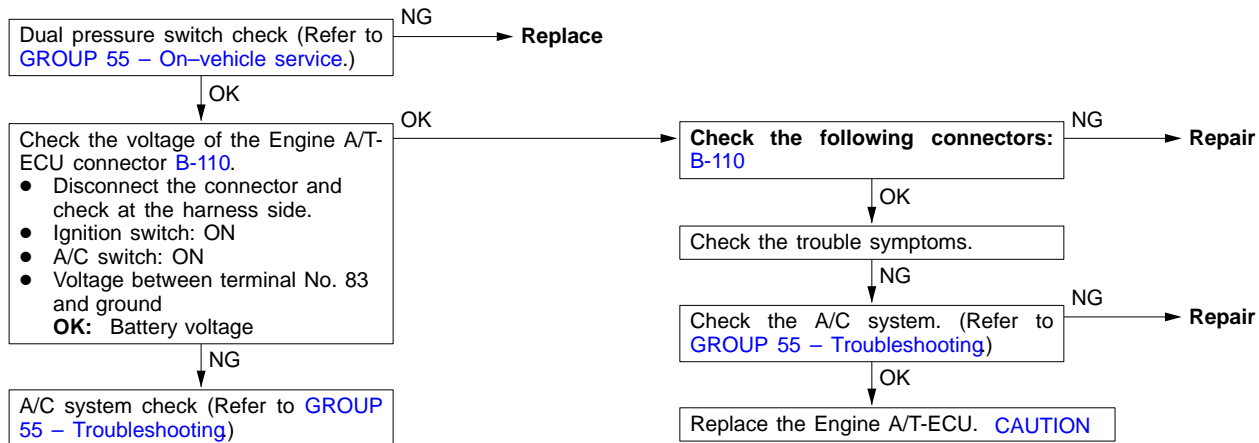 Dual pressure switch check (Refer to
GROUP 55 – On–vehicle service.)
NG
Replace
OK
Check the voltage of the Engine A/T-
ECU connector B-110.
● Disconnect the connector and
check at the harness side.
● Ignition switch: ON
● A/C switch: ON
● Voltage between terminal No. 83
and ground
OK: Battery voltage
OK
NG
A/C system check (Refer to GROUP
55 – Troubleshooting.)
Check the following connectors:
B-110
NG
Repair
OK
Check the trouble symptoms.
NG
Check the A/C system. (Refer to
GROUP 55 – Troubleshooting.)
NG
Repair
OK
Replace the Engine A/T-ECU. CAUTION